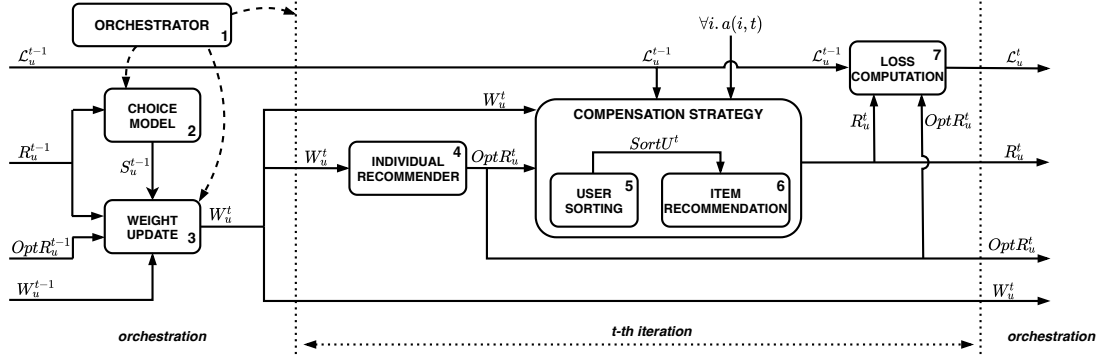 ORCHESTRATOR
1
∀i.a(i,t)
𝓛_u^{t-1}
𝓛_u^{t-1}
𝓛_u^{t-1}
LOSS
COMPUTATION
7
𝓛_u^t
CHOICE
MODEL
2
W_u^t
COMPENSATION STRATEGY
R_u^t
OptR_u^t
R_u^{t-1}
S_u^{t-1}
W_u^t
INDIVIDUAL
RECOMMENDER
4
OptR_u^t
SortU^t
R_u^t
USER
SORTING
5
ITEM
RECOMMENDATION
6
WEIGHT
UPDATE
3
W_u^t
OptR_u^{t-1}
OptR_u^t
W_u^{t-1}
W_u^t
orchestration
t-th iteration
orchestration